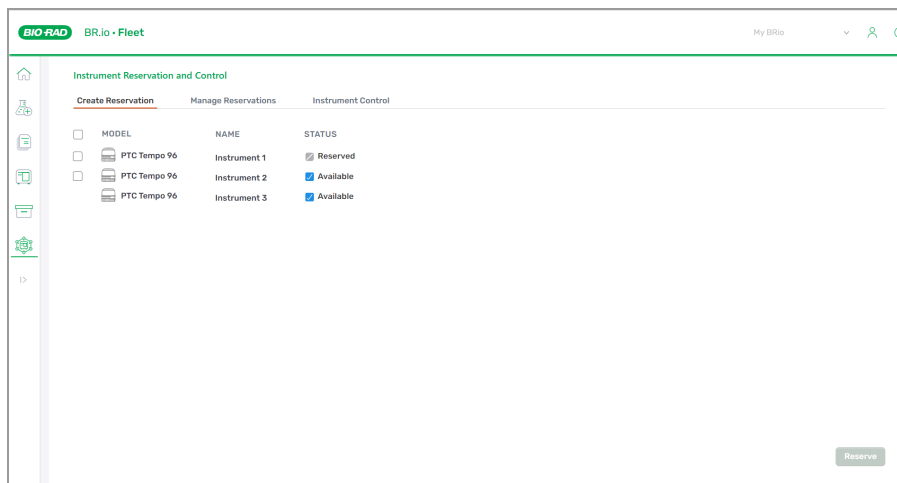 BIO-RAD BR.io • Fleet My BRio
Instrument Reservation and Control
Create Reservation Manage Reservations Instrument Control
MODEL NAME STATUS
PTC Tempo 96 Instrument 1 Reserved
PTC Tempo 96 Instrument 2 Available
PTC Tempo 96 Instrument 3 Available
Reserve